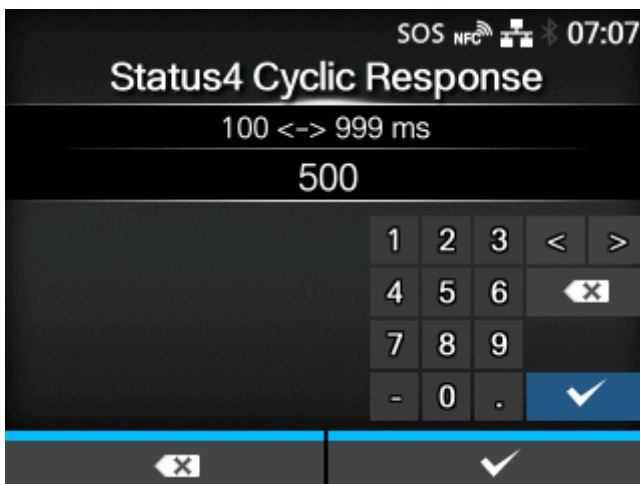 SOS NFC 07:07
Status4 Cyclic Response
100 <-> 999 ms
500
1 2 3 < >
4 5 6
7 8 9
- 0 .